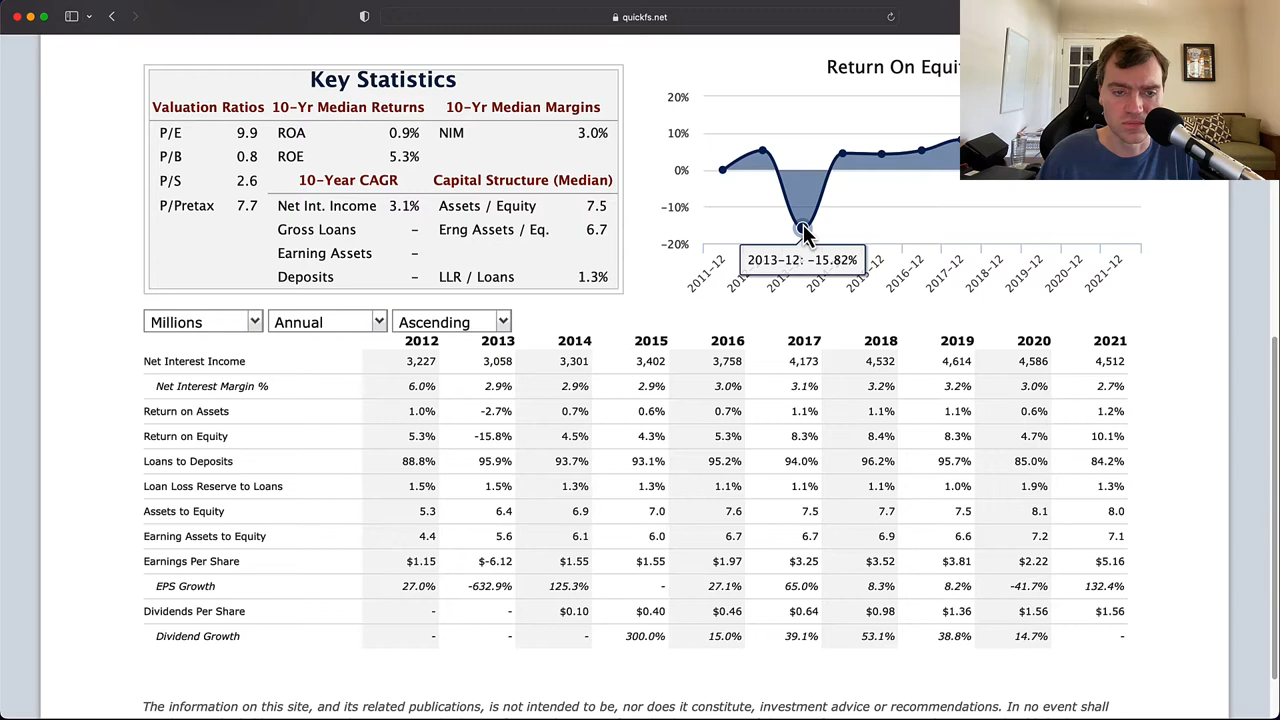 quickfs.net
Key Statistics
Valuation Ratios 10-Yr Median Returns 10-Yr Median Margins
P/E 9.9 ROA 0.9% NIM 3.0%
P/B 0.8 ROE 5.3%
P/S 2.6 10-Year CAGR Capital Structure (Median)
P/Pretax 7.7 Net Int. Income 3.1% Assets / Equity 7.5
Gross Loans – Erng Assets / Eq. 6.7
Earning Assets –
Deposits – LLR / Loans 1.3%
Return On Equi
20%
10%
0%
-10%
-20%
2013-12: -15.82%
2011-12 2014-12 2015-12 2016-12 2017-12 2018-12 2019-12 2020-12 2021-12
Millions Annual Ascending
2012 2013 2014 2015 2016 2017 2018 2019 2020 2021
Net Interest Income 3,227 3,058 3,301 3,402 3,758 4,173 4,532 4,614 4,586 4,512
Net Interest Margin % 6.0% 2.9% 2.9% 2.9% 3.0% 3.1% 3.2% 3.2% 3.0% 2.7%
Return on Assets 1.0% -2.7% 0.7% 0.6% 0.7% 1.1% 1.1% 1.1% 0.6% 1.2%
Return on Equity 5.3% -15.8% 4.5% 4.3% 5.3% 8.3% 8.4% 8.3% 4.7% 10.1%
Loans to Deposits 88.8% 95.9% 93.7% 93.1% 95.2% 94.0% 96.2% 95.7% 85.0% 84.2%
Loan Loss Reserve to Loans 1.5% 1.5% 1.3% 1.3% 1.1% 1.1% 1.1% 1.0% 1.9% 1.3%
Assets to Equity 5.3 6.4 6.9 7.0 7.6 7.5 7.7 7.5 8.1 8.0
Earning Assets to Equity 4.4 5.6 6.1 6.0 6.7 6.7 6.9 6.6 7.2 7.1
Earnings Per Share $1.15 $-6.12 $1.55 $1.55 $1.97 $3.25 $3.52 $3.81 $2.22 $5.16
EPS Growth 27.0% -632.9% 125.3% - 27.1% 65.0% 8.3% 8.2% -41.7% 132.4%
Dividends Per Share - - $0.10 $0.40 $0.46 $0.64 $0.98 $1.36 $1.56 $1.56
Dividend Growth - - - 300.0% 15.0% 39.1% 53.1% 38.8% 14.7% -
The information on this site, and its related publications, is not intended to be, nor does it constitute, investment advice or recommendations. In no event shall